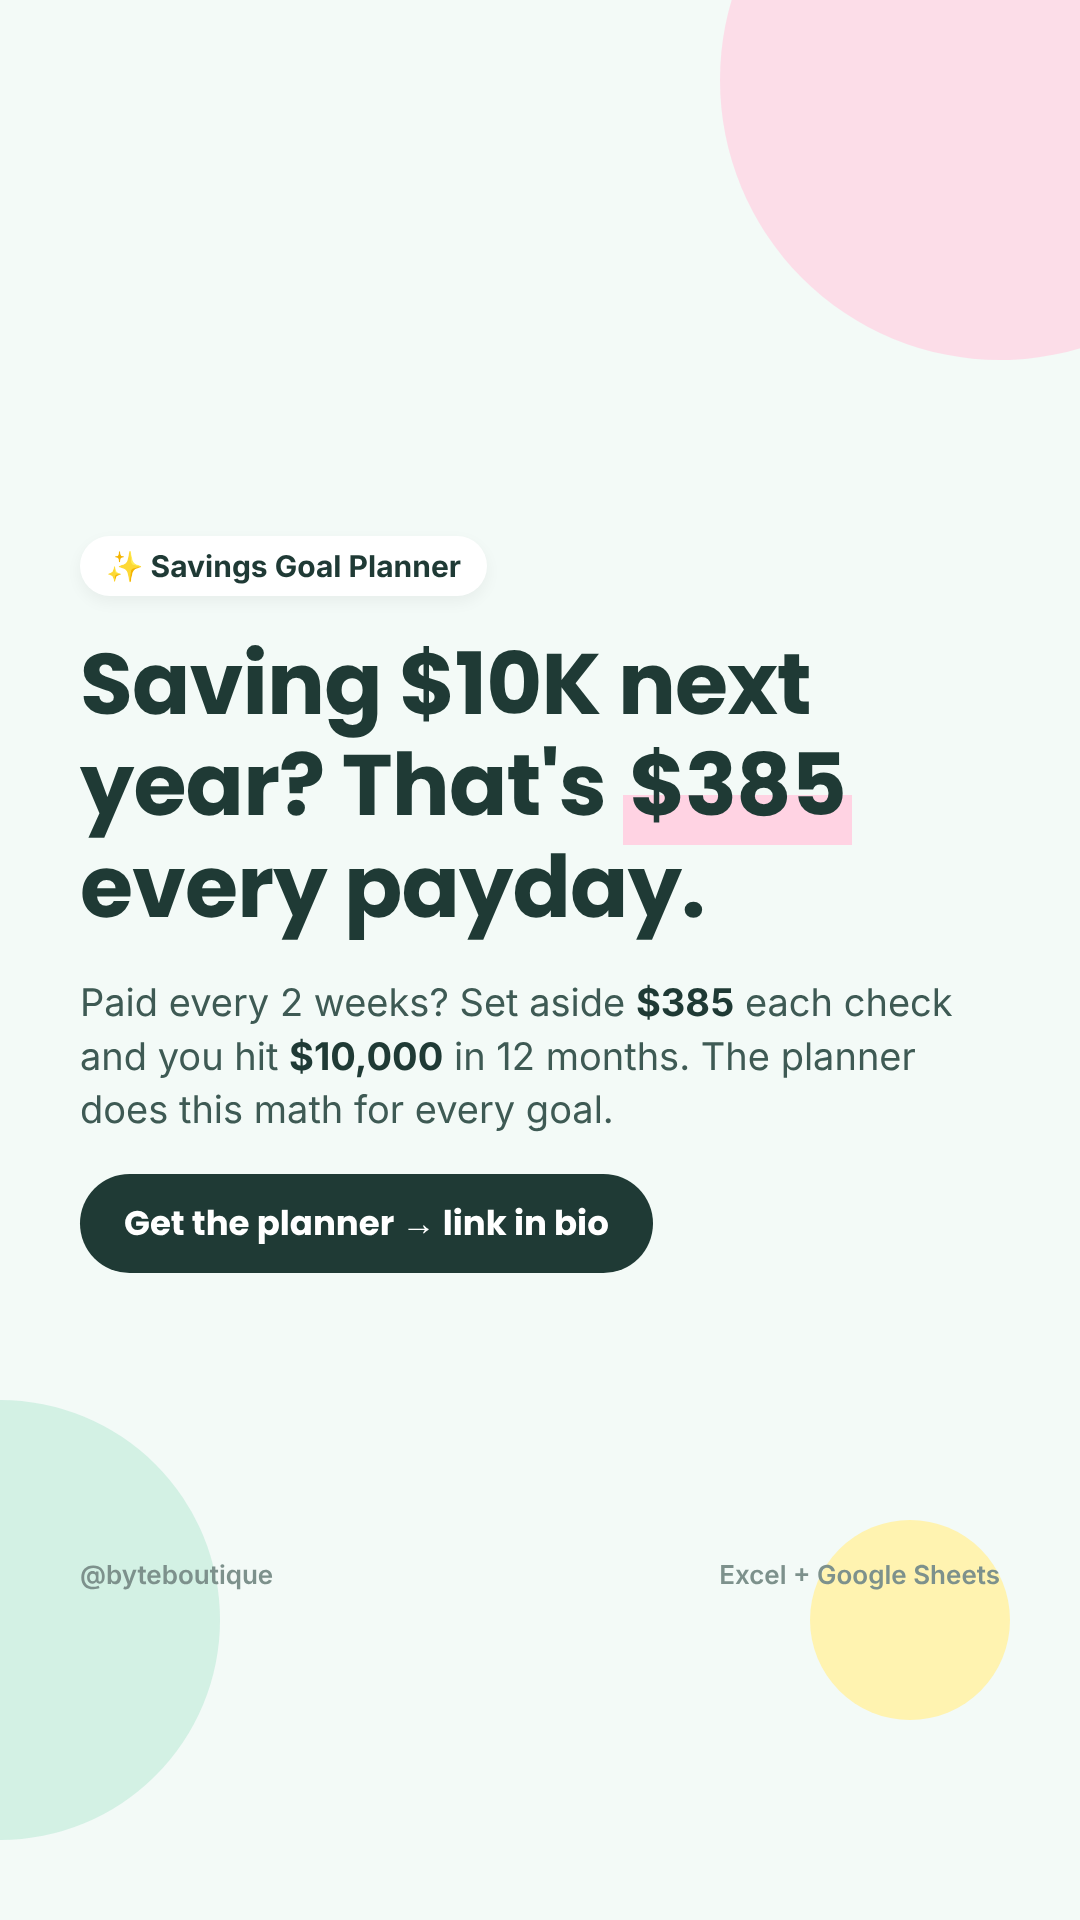 ✨ Savings Goal Planner
Saving $10K next
year? That's $385
every payday.
Paid every 2 weeks? Set aside $385 each check
and you hit $10,000 in 12 months. The planner
does this math for every goal.
Get the planner → link in bio
@byteboutique
Excel + Google Sheets